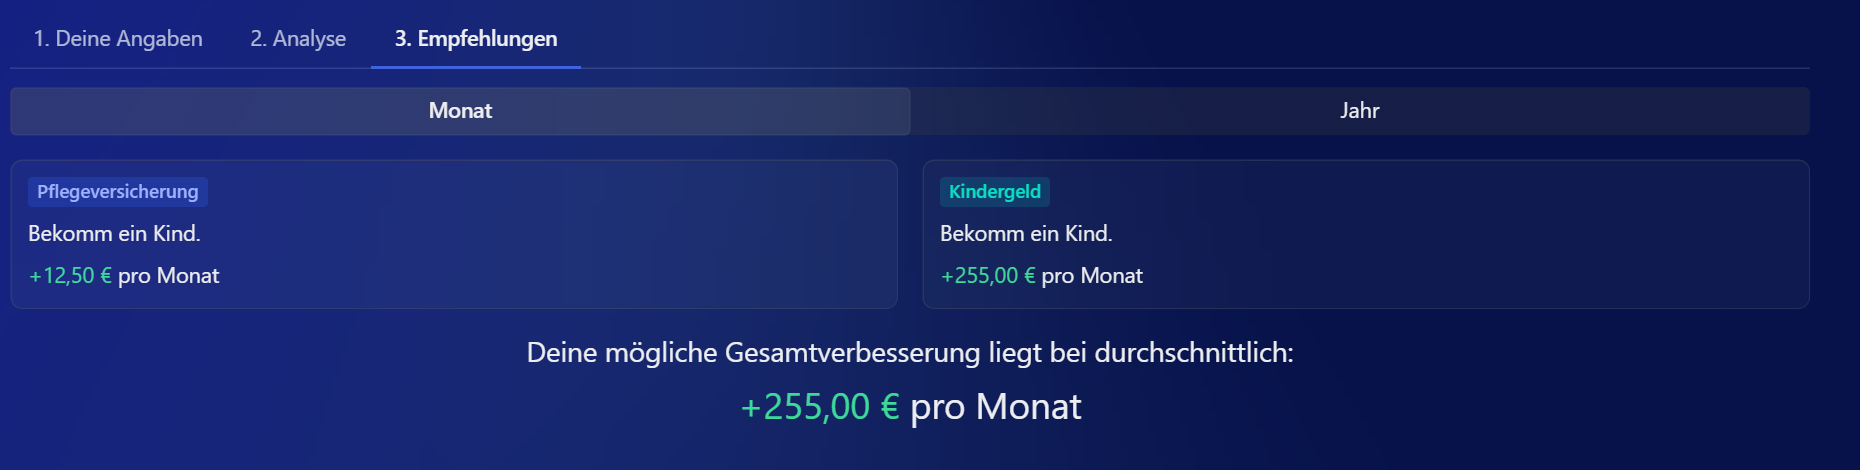 1. Deine Angaben 2. Analyse 3. Empfehlungen
Monat Jahr
Pflegeversicherung
Bekomm ein Kind.
+12,50 € pro Monat
Kindergeld
Bekomm ein Kind.
+255,00 € pro Monat
Deine mögliche Gesamtverbesserung liegt bei durchschnittlich:
+255,00 € pro Monat